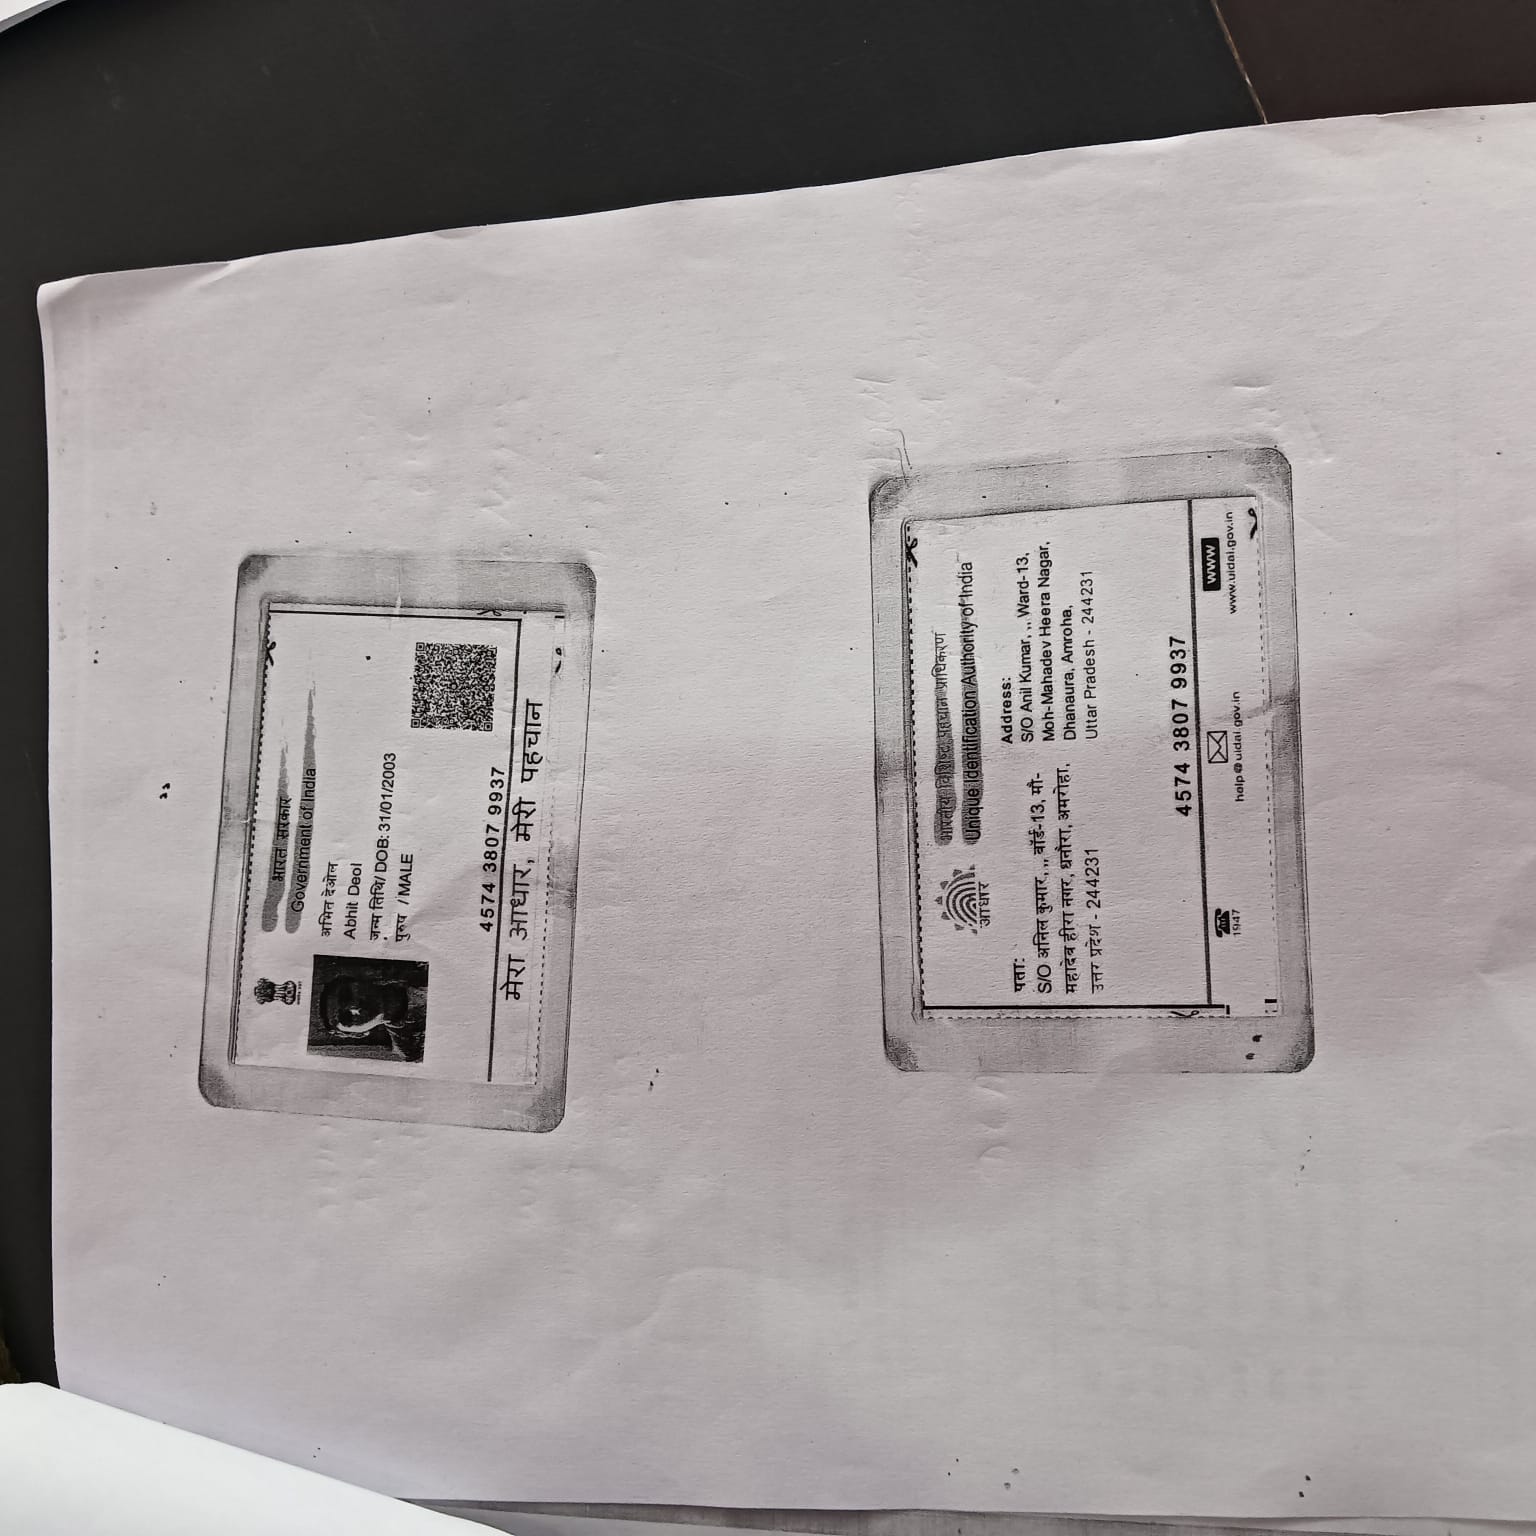 भारत सरकार
Government of India
अभित देओल
Abhit Deol
जन्म तिथि/ DOB: 31/01/2003
पुरुष / MALE
4574 3807 9937
मेरा आधार, मेरी पहचान
भारतीय विशिष्ट पहचान प्राधिकरण
Unique Identification Authority of India
आधार
पता:
S/O अनिल कुमार, ,, वॉर्ड-13, मौ-
महादेव हीरा नगर, धनौरा, अमरोहा,
उत्तर प्रदेश - 244231
Address:
S/O Anil Kumar, ,, Ward-13,
Moh-Mahadev Heera Nagar,
Dhanaura, Amroha,
Uttar Pradesh - 244231
4574 3807 9937
1947
help@uidai.gov.in
www
www.uidai.gov.in